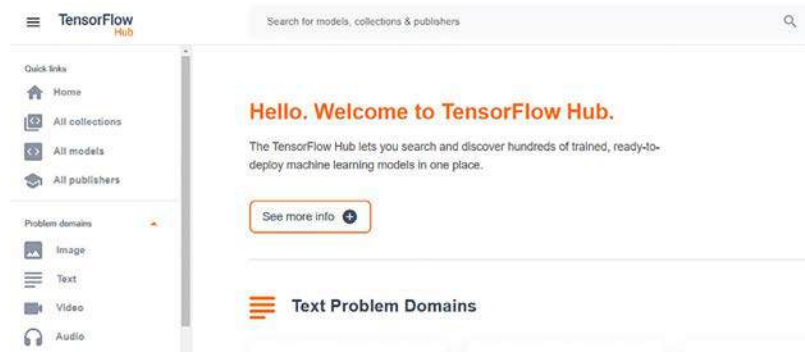 TensorFlow
Hub
Search for models, collections & publishers
Quick links
Home
All collections
All models
All publishers
Problem domains
Image
Text
Video
Audio
Hello. Welcome to TensorFlow Hub.
The TensorFlow Hub lets you search and discover hundreds of trained, ready-to-
deploy machine learning models in one place.
See more info
Text Problem Domains